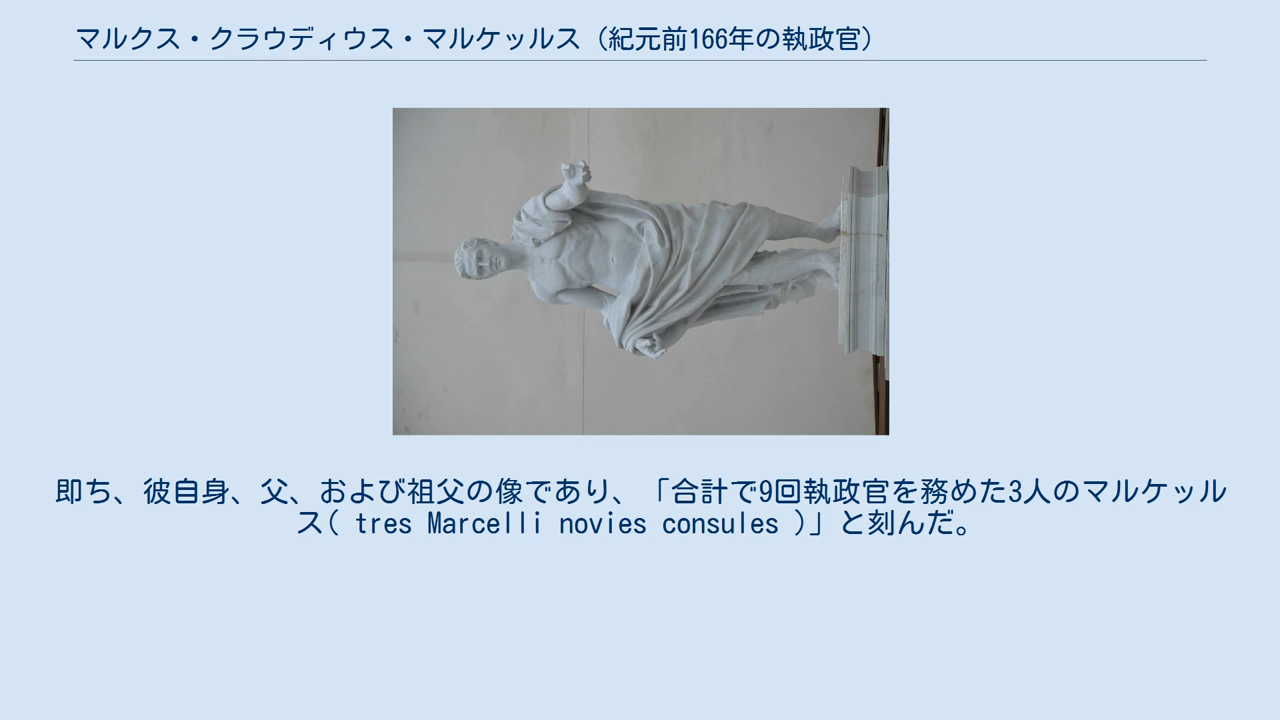 マルクス・クラウディウス・マルケッルス (紀元前166年の執政官)
即ち、彼自身、父、および祖父の像であり、「合計で9回執政官を務めた3人のマルケッル
ス( tres Marcelli novies consules )」と刻んだ。